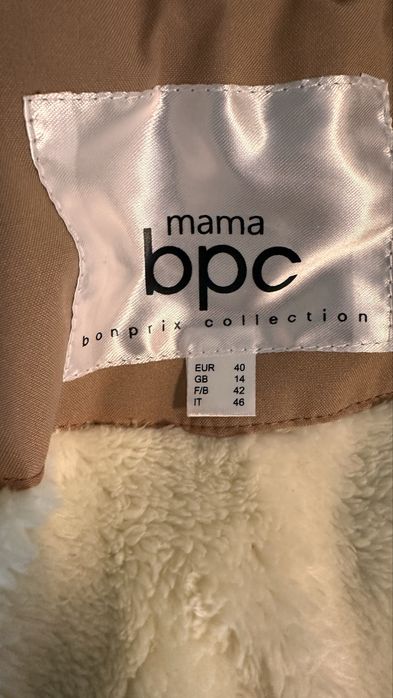 mama
bpc
bonprix collection
EUR 40
GB 14
F/B 42
IT 46